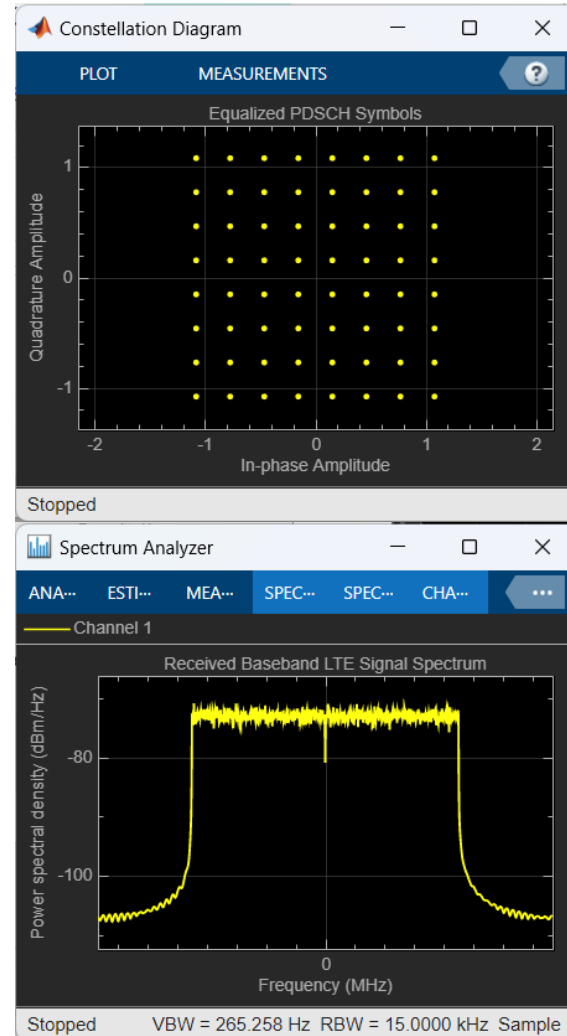 Constellation Diagram
PLOT MEASUREMENTS ?
Equalized PDSCH Symbols
Quadrature Amplitude
1
0
-1
-2 -1 0 1 2
In-phase Amplitude
Stopped
Spectrum Analyzer
ANA··· ESTI··· MEA··· SPEC··· SPEC··· CHA··· ···
Channel 1
Received Baseband LTE Signal Spectrum
Power spectral density (dBm/Hz)
-80
-100
0
Frequency (MHz)
Stopped VBW = 265.258 Hz RBW = 15.0000 kHz Sample